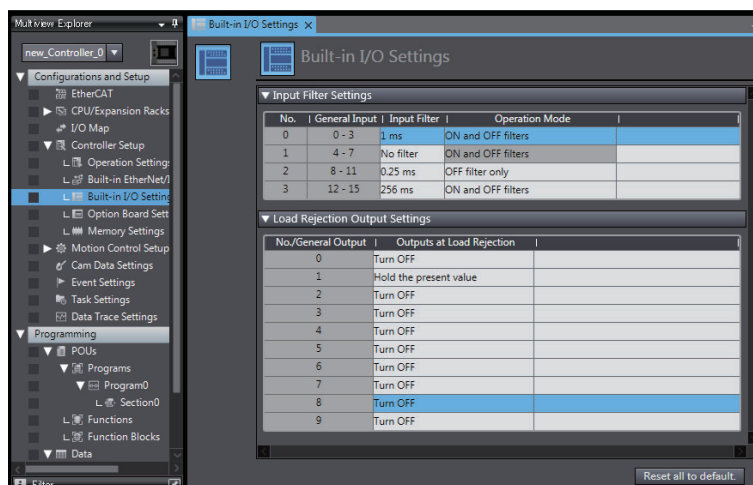 Multiview Explorer
new_Controller_0
Configurations and Setup
EtherCAT
CPU/Expansion Racks
I/O Map
Controller Setup
Operation Settings
Built-in EtherNet/I
Built-in I/O Setting
Option Board Sett
Memory Settings
Motion Control Setup
Cam Data Settings
Event Settings
Task Settings
Data Trace Settings
Programming
POUs
Programs
Program0
Section0
Functions
Function Blocks
Data
Filter
Built-in I/O Settings
Built-in I/O Settings
Input Filter Settings
No. | General Input | Input Filter | Operation Mode
0 0 - 3 1 ms ON and OFF filters
1 4 - 7 No filter ON and OFF filters
2 8 - 11 0.25 ms OFF filter only
3 12 - 15 256 ms ON and OFF filters
Load Rejection Output Settings
No./General Output | Outputs at Load Rejection
0 Turn OFF
1 Hold the present value
2 Turn OFF
3 Turn OFF
4 Turn OFF
5 Turn OFF
6 Turn OFF
7 Turn OFF
8 Turn OFF
9 Turn OFF
Reset all to default.